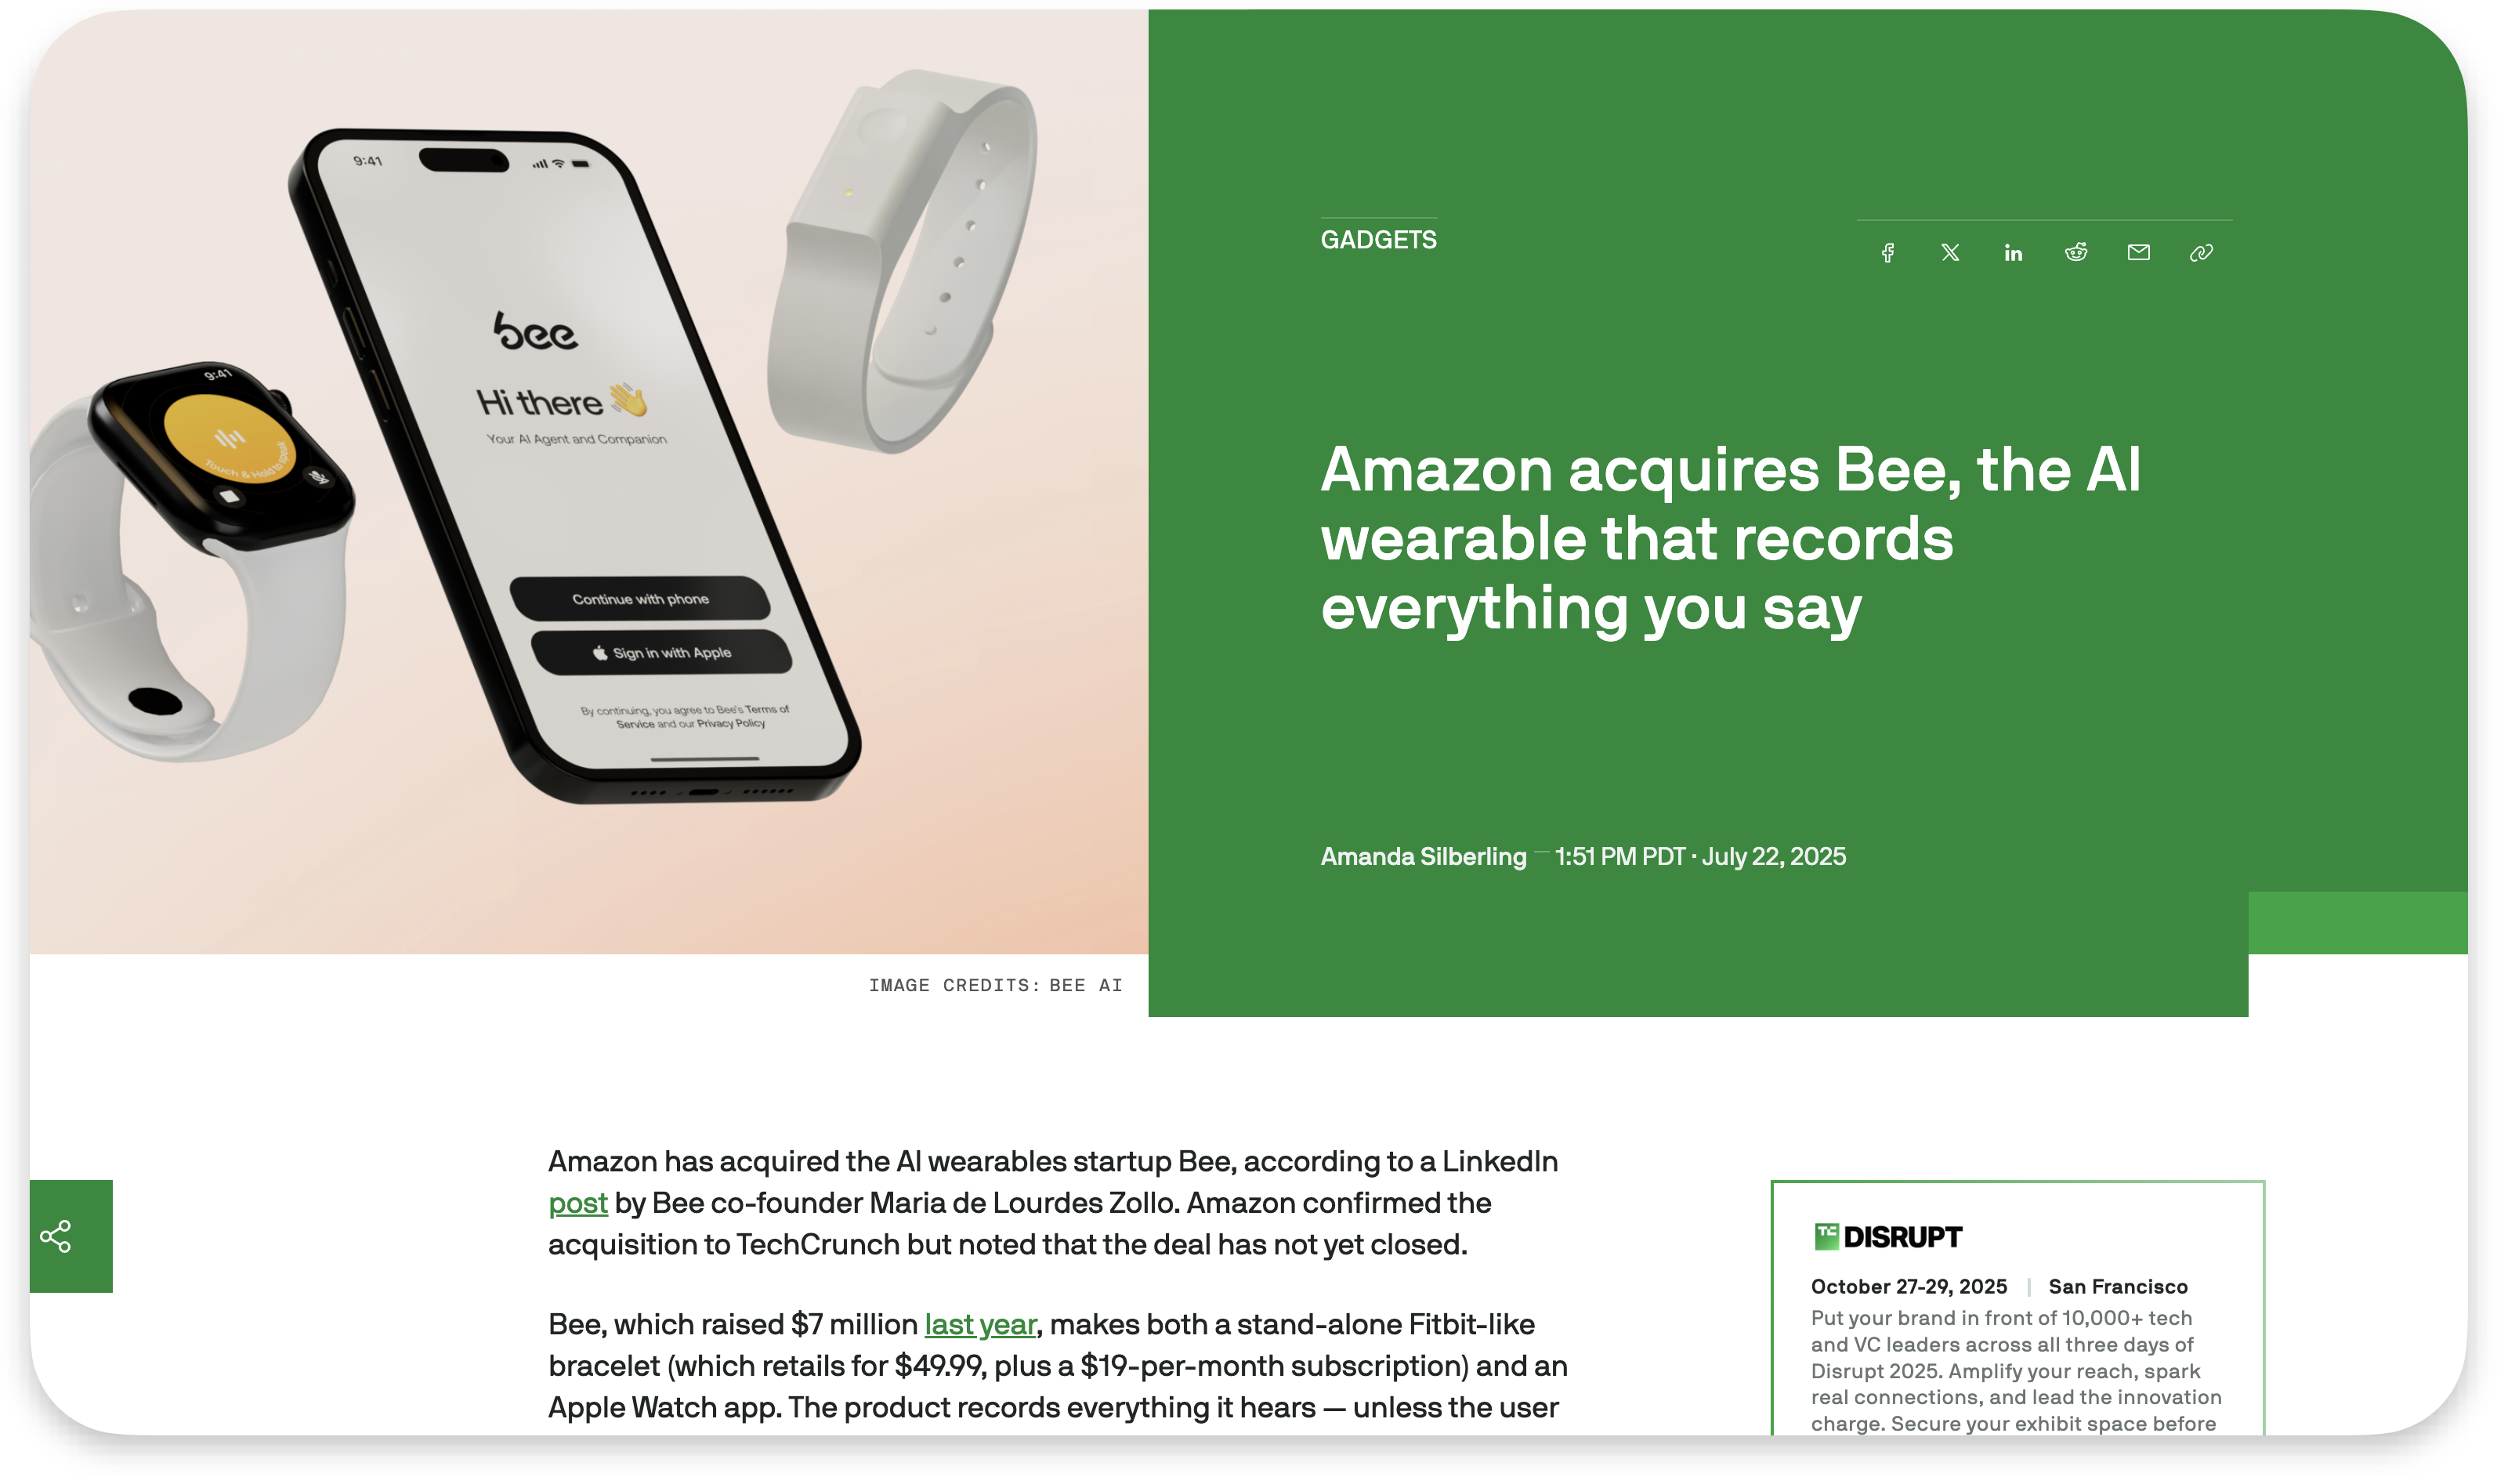 9:41
bee
Hi there 👋
Your AI Agent and Companion
Continue with phone
Sign in with Apple
By continuing, you agree to Bee's Terms of
Service and our Privacy Policy
9:41
Touch & Hold to speak
IMAGE CREDITS: BEE AI
GADGETS
Amazon acquires Bee, the AI
wearable that records
everything you say
Amanda Silberling — 1:51 PM PDT · July 22, 2025
Amazon has acquired the AI wearables startup Bee, according to a LinkedIn
post by Bee co-founder Maria de Lourdes Zollo. Amazon confirmed the
acquisition to TechCrunch but noted that the deal has not yet closed.
Bee, which raised $7 million last year, makes both a stand-alone Fitbit-like
bracelet (which retails for $49.99, plus a $19-per-month subscription) and an
Apple Watch app. The product records everything it hears — unless the user
TC DISRUPT
October 27-29, 2025 | San Francisco
Put your brand in front of 10,000+ tech
and VC leaders across all three days of
Disrupt 2025. Amplify your reach, spark
real connections, and lead the innovation
charge. Secure your exhibit space before